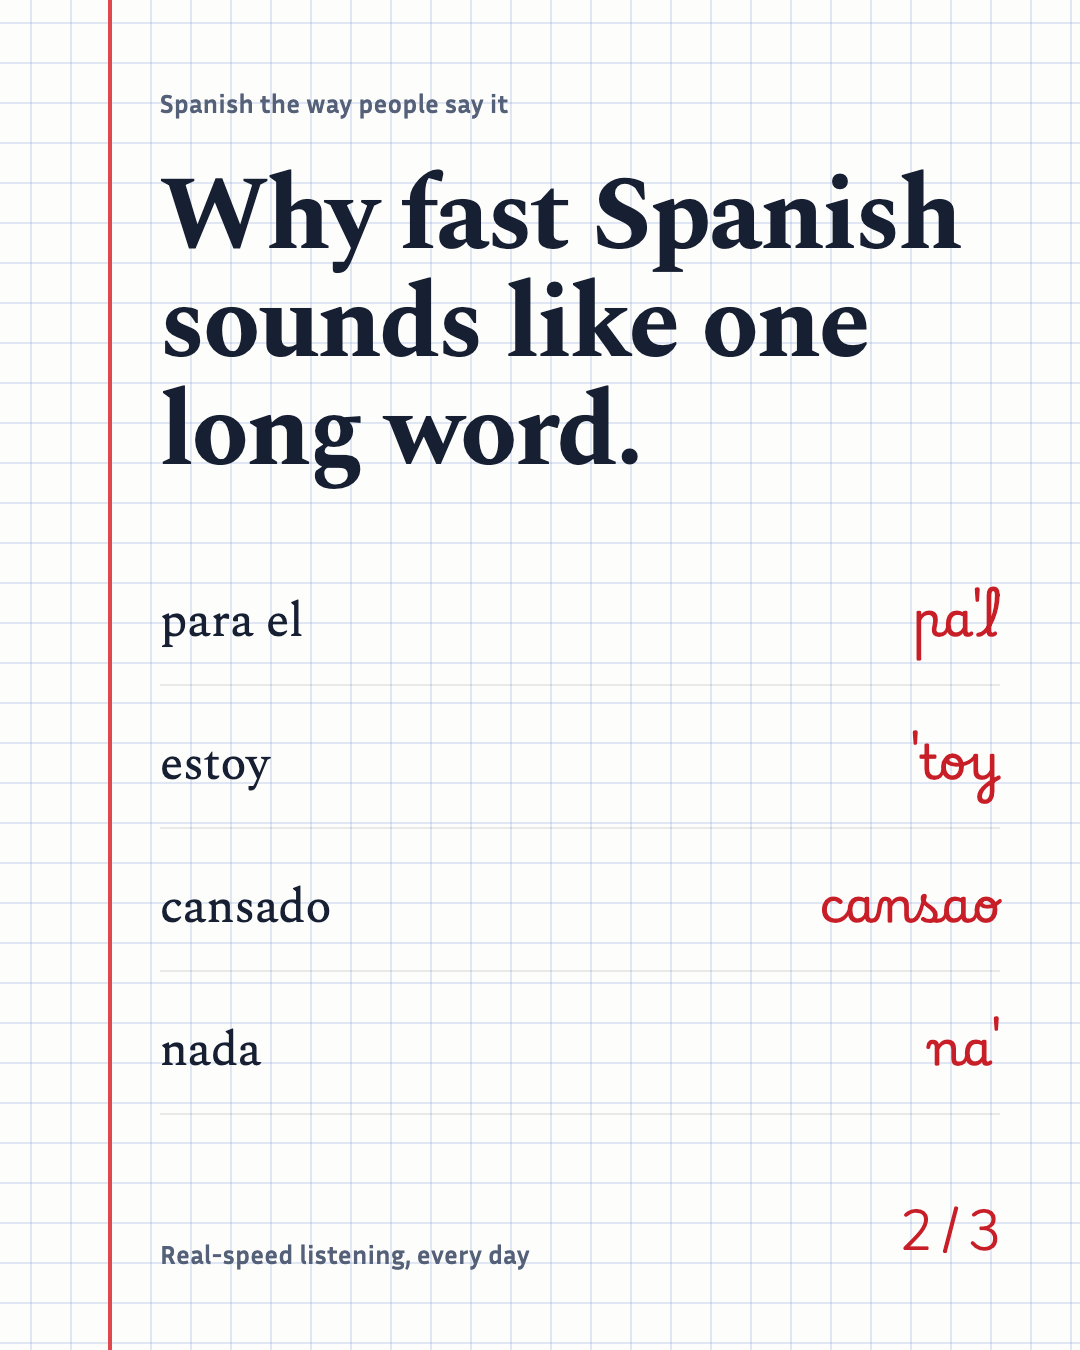 Spanish the way people say it
Why fast Spanish
sounds like one
long word.
para el pa'l
estoy 'toy
cansado cansao
nada na'
Real-speed listening, every day
2/3